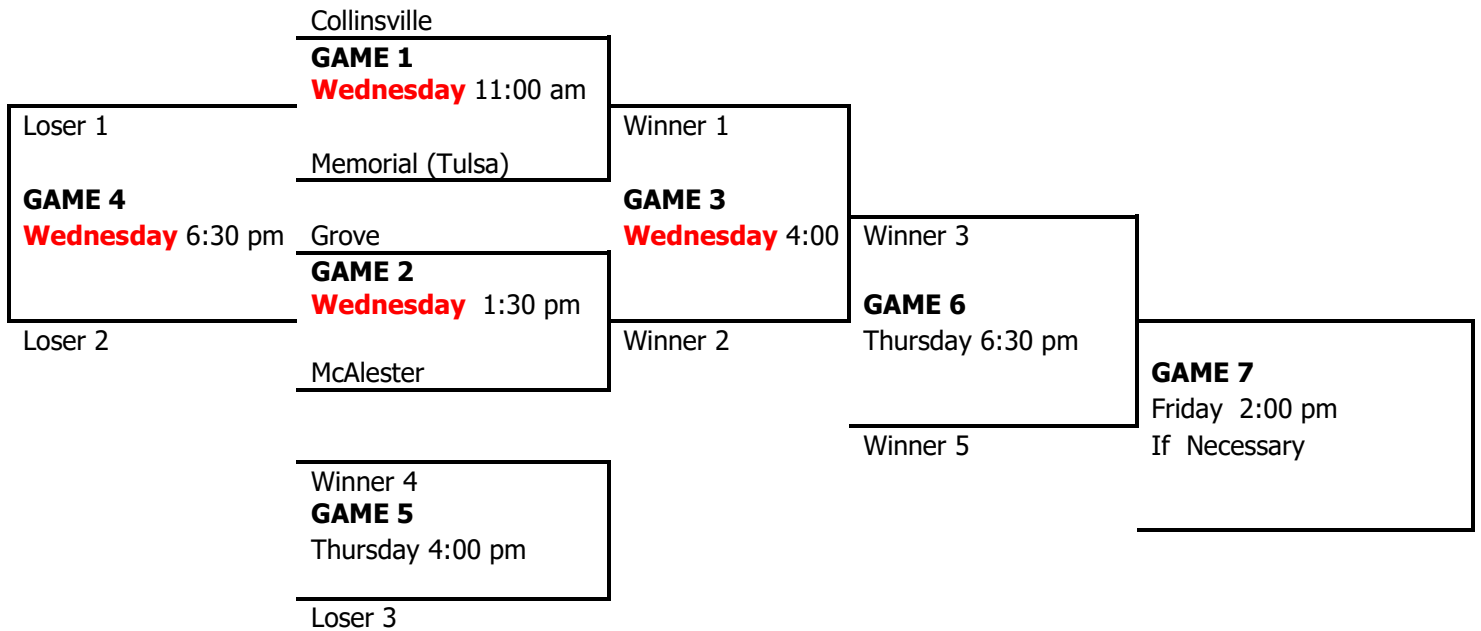 Collinsville
GAME 1
Wednesday 11:00 am
Loser 1
Winner 1
Memorial (Tulsa)
GAME 4
GAME 3
Wednesday 6:30 pm
Grove
Wednesday 4:00
Winner 3
GAME 2
Wednesday 1:30 pm
GAME 6
Loser 2
Winner 2
Thursday 6:30 pm
McAlester
GAME 7
Friday 2:00 pm
Winner 5
If Necessary
Winner 4
GAME 5
Thursday 4:00 pm
Loser 3